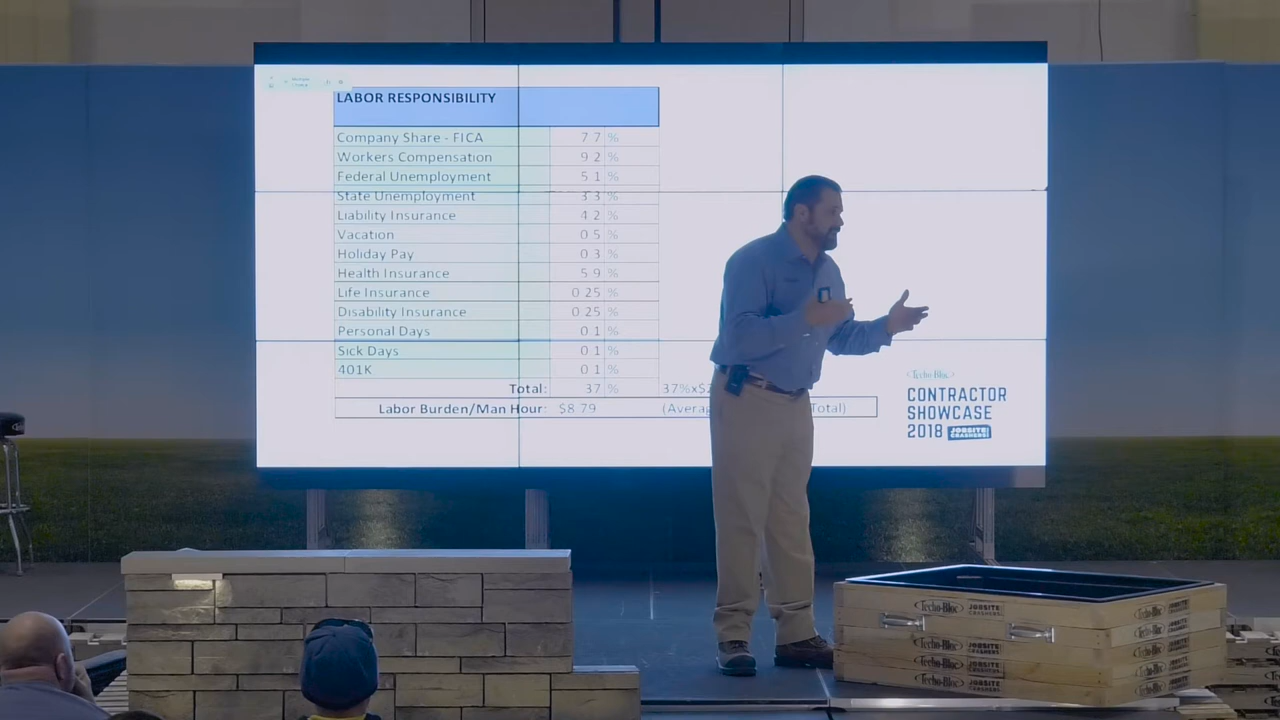 LABOR RESPONSIBILITY
Company Share - FICA 7.7 %
Workers Compensation 9.2 %
Federal Unemployment 5.1 %
State Unemployment 3.3 %
Liability Insurance 4.2 %
Vacation 0.5 %
Holiday Pay 0.3 %
Health Insurance 5.9 %
Life Insurance 0.25 %
Disability Insurance 0.25 %
Personal Days 0.1 %
Sick Days 0.1 %
401K 0.1 %
Total: 37 % 37%x$2
Labor Burden/Man Hour: $8.79 (Averag Total)
Techo-Bloc
CONTRACTOR
SHOWCASE
2018 JOBSITE CRASHERS
Techo-Bloc JOBSITE CRASHERS
Techo-Bloc JOBSITE CRASHERS
Techo-Bloc JOBSITE CRASHERS
Techo-Bloc JOBSITE CRASHERS